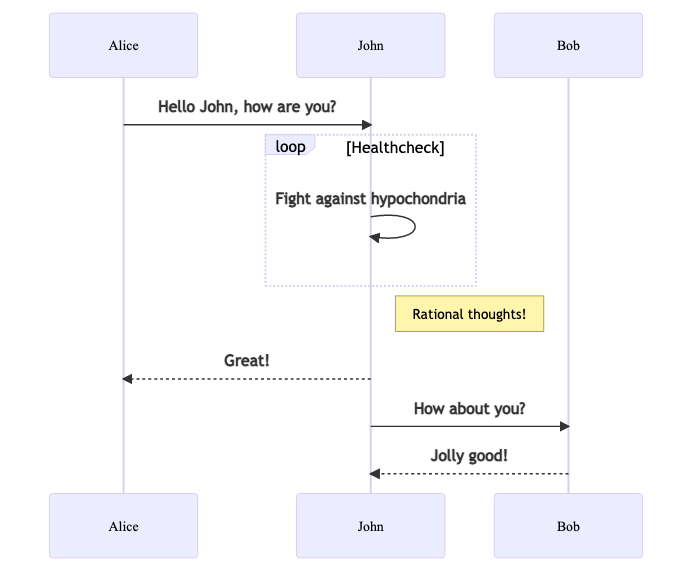 Alice
John
Bob
Hello John, how are you?
loop
[Healthcheck]
Fight against hypochondria
Rational thoughts!
Great!
How about you?
Jolly good!
Alice
John
Bob